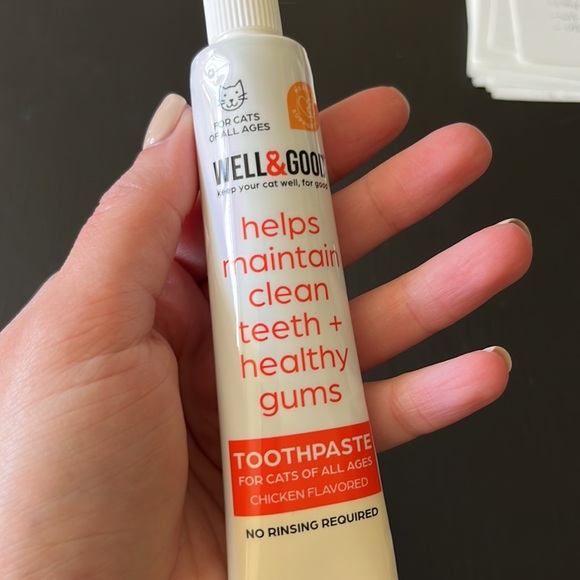 FOR CATS
OF ALL AGES
WELL&GOOD
keep your cat well, for good
helps
maintain
clean
teeth +
healthy
gums
TOOTHPASTE
FOR CATS OF ALL AGES
CHICKEN FLAVORED
NO RINSING REQUIRED